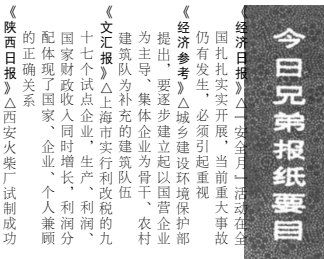 今日兄弟报纸要目
《经济日报》△“安全月”活动在全
国扎扎实实开展，当前重大事故
仍有发生，必须引起重视
《经济参考》△城乡建设环境保护部
提出，要逐步建立起以国营企业
为主导、集体企业为骨干、农村
建筑队为补充的建筑队伍
《文汇报》△上海市实行利改税的九
十七个试点企业，生产、利润、
国家财政收入同时增长，利润分
配体现了国家、企业、个人兼顾
的正确关系
《陕西日报》△西安火柴厂试制成功